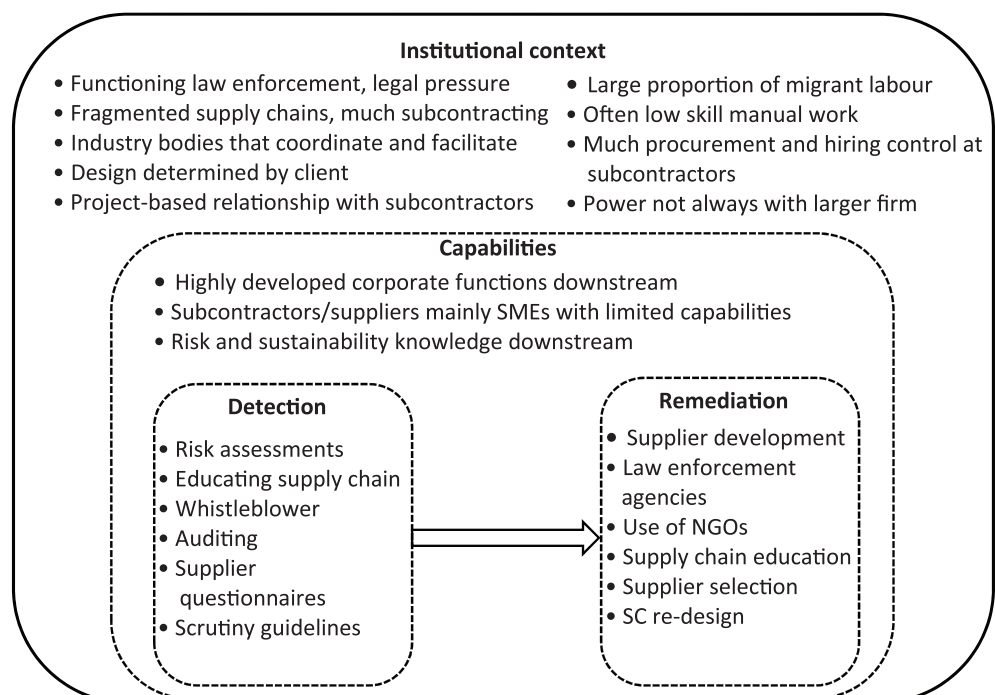 Institutional context
• Functioning law enforcement, legal pressure
• Fragmented supply chains, much subcontracting
• Industry bodies that coordinate and facilitate
• Design determined by client
• Project-based relationship with subcontractors
• Large proportion of migrant labour
• Often low skill manual work
• Much procurement and hiring control at
subcontractors
• Power not always with larger firm
Capabilities
• Highly developed corporate functions downstream
• Subcontractors/suppliers mainly SMEs with limited capabilities
• Risk and sustainability knowledge downstream
Detection
• Risk assessments
• Educating supply chain
• Whistleblower
• Auditing
• Supplier
questionnaires
• Scrutiny guidelines
Remediation
• Supplier development
• Law enforcement
agencies
• Use of NGOs
• Supply chain education
• Supplier selection
• SC re-design